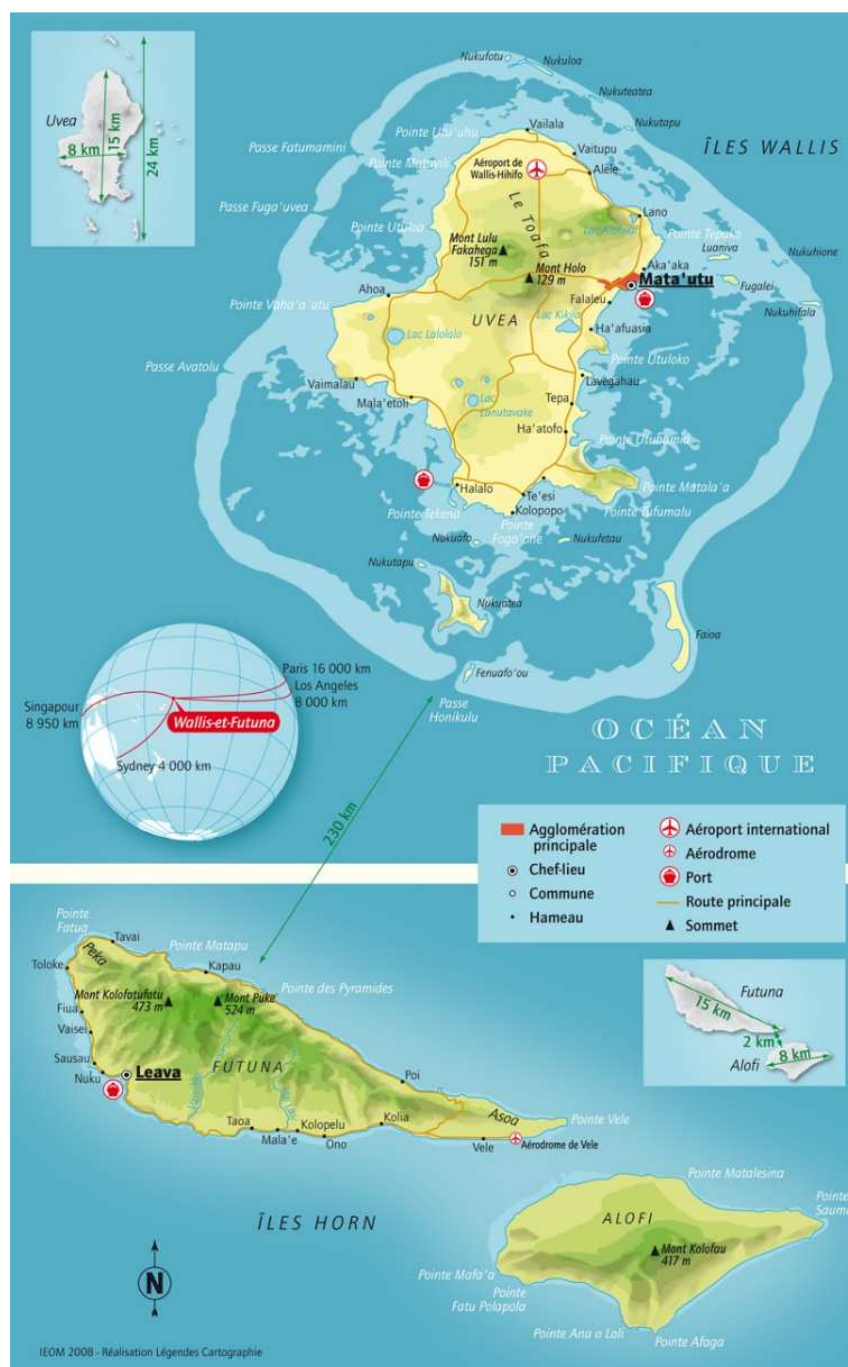 Uvea
8 km
15 km
24 km
Nukufotu
Nukuloa
Nukuteatea
Nukutapu
ÎLES WALLIS
Pointe Utu'uhu
Vailala
Vaitupu
Passe Fatumamini
Aéroport de
Wallis-Hihifo
Alele
Passe Fuga'uvea
Le Toafa
Lano
Pointe Tepako
Luaniva
Nukuhione
Mont Lulu
Fakahega
151 m
Mont Holo
129 m
Aka'aka
Mata'utu
Fugalei
Nukuhifala
Ahoa
Falaleu
Pointe Vaha'a'utu
UVEA
Lac Kikila
Ha'afuasia
Lac Lalolalo
Pointe Utuloko
Passe Avatolu
Lavegahau
Vaimalau
Mala'etoli
Lac
Lanutavake
Tepa
Ha'atofo
Halalo
Pointe Matala'a
Te'esi
Pointe Tufumalu
Pointe Tekena
Kolopopo
Pointe
Fogo'one
Nukuafo
Nukufetau
Nukutapu
Nukuatea
Faioa
Fenuafo'ou
Passe
Honikulu
Paris 16 000 km
Los Angeles
8 000 km
Singapour
8 950 km
Wallis-et-Futuna
Sydney 4 000 km
OCÉAN
PACIFIQUE
230 km
Agglomération
principale
Chef-lieu
Commune
Hameau
Aéroport international
Aérodrome
Port
Route principale
Sommet
Pointe
Fatua
Tavai
Peka
Pointe Matapu
Toloke
Kapau
Pointe des Pyramides
Mont Kolofatufatu
473 m
Mont Puke
524 m
Fiua
Vaisei
Sausau
Nuku
Leava
FUTUNA
Poi
Asoa
Pointe Vele
Taoa
Mala'e
Kolopelu
Ono
Kolia
Vele
Aérodrome de Vele
Futuna
15 km
2 km
Alofi
8 km
Pointe Matalesina
Pointe
ÎLES HORN
ALOFI
Mont Kolofau
417 m
Pointe Mafa'a
Pointe
Fatu Polapola
Pointe Ana o Loli
Pointe Afaga
N
IEOM 2008 - Réalisation Légendes Cartographie